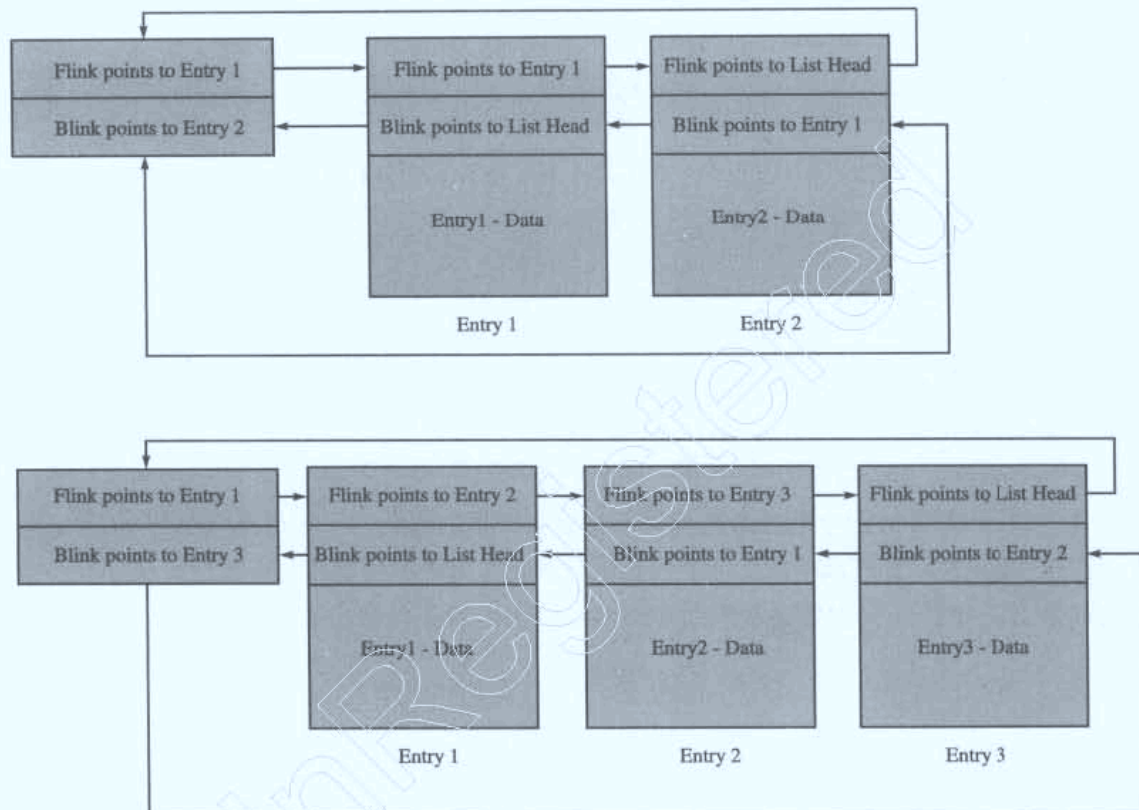 Flink points to Entry 1
Flink points to Entry 1
Flink points to List Head
Blink points to Entry 2
Blink points to List Head
Blink points to Entry 1
Entry1 - Data
Entry2 - Data
Entry 1
Entry 2
Flink points to Entry 1
Flink points to Entry 2
Flink points to Entry 3
Flink points to List Head
Blink points to Entry 3
Blink points to List Head
Blink points to Entry 1
Blink points to Entry 2
Entry1 - Data
Entry2 - Data
Entry3 - Data
Entry 1
Entry 2
Entry 3
nRegistered